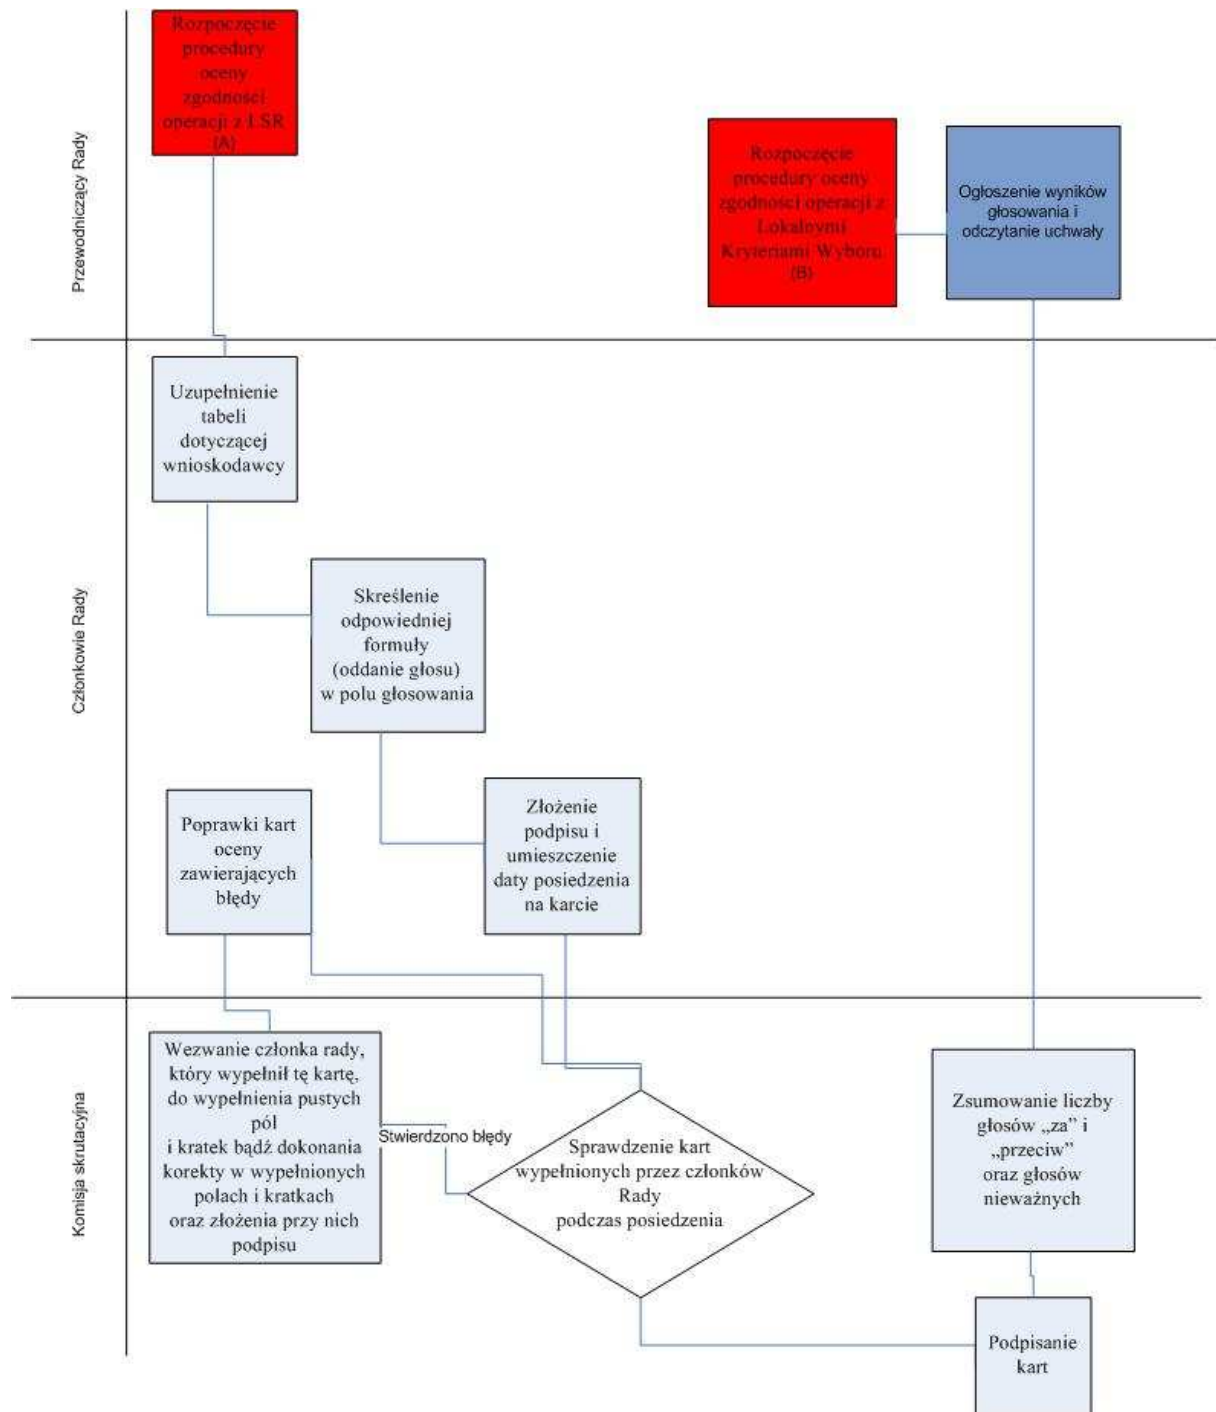 Przewodniczący Rady
Rozpoczęcie
procedury
oceny
zgodności
operacji z LSR
(A)
Rozpoczęcie
procedury oceny
zgodności operacji z
Lokalnymi
Kryteriami Wyboru
(B)
Ogłoszenie wyników
głosowania i
odczytanie uchwały
Członkowie Rady
Uzupełnienie
tabeli
dotyczącej
wnioskodawcy
Skreślenie
odpowiedniej
formuły
(oddanie głosu)
w polu głosowania
Złożenie
podpisu i
umieszczenie
daty posiedzenia
na karcie
Poprawki kart
oceny
zawierających
błędy
Komisja skrutacyjna
Wezwanie członka rady,
który wypełnił tę kartę,
do wypełnienia pustych
pól
i kratek bądź dokonania
korekty w wypełnionych
polach i kratkach
oraz złożenia przy nich
podpisu
Stwierdzono błędy
Sprawdzenie kart
wypełnionych przez członków
Rady
podczas posiedzenia
Zsumowanie liczby
głosów „za” i
„przeciw”
oraz głosów
nieważnych
Podpisanie
kart